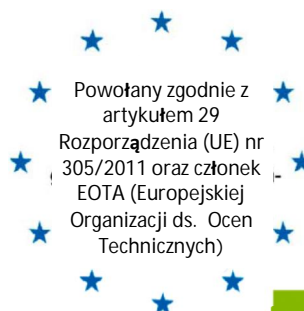 Powołany zgodnie z
artykułem 29
Rozporządzenia (UE) nr
305/2011 oraz członek
EOTA (Europejskiej
Organizacji ds. Ocen
Technicznych)